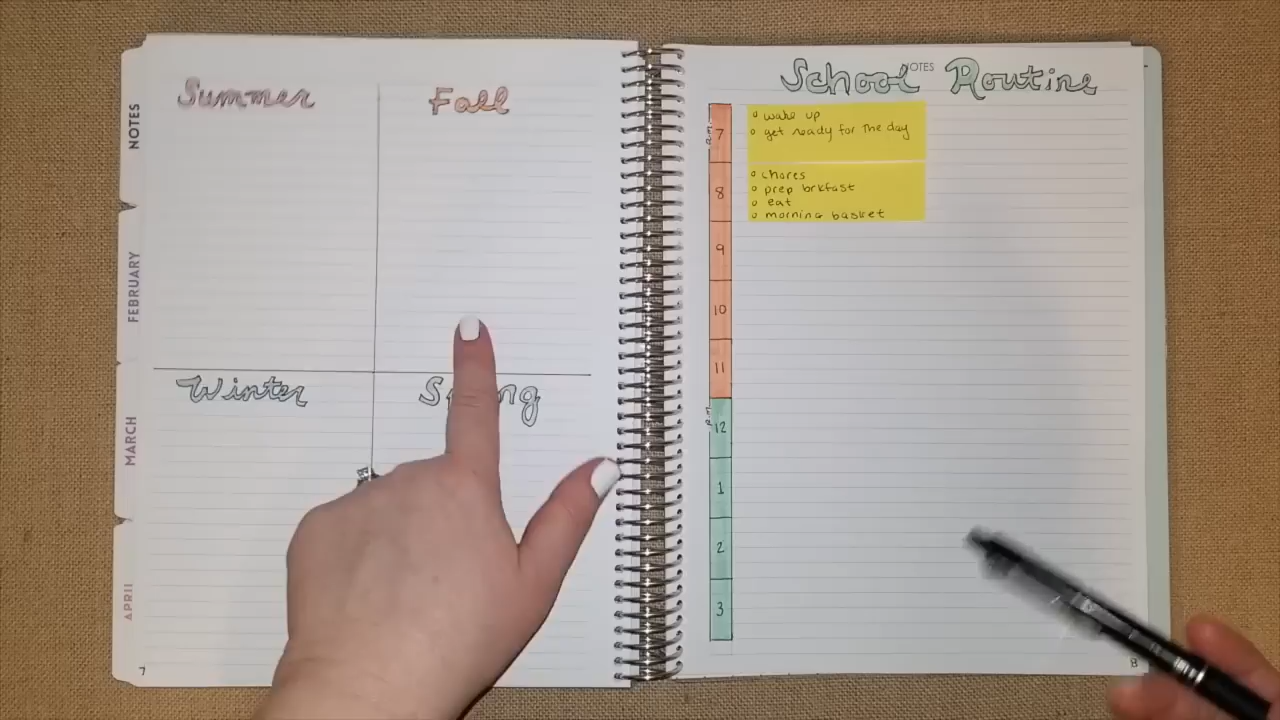 NOTES
FEBRUARY
MARCH
APRIL
Summer
Fall
Winter
7
NOTES
School Routine
a.m
7
o wake up
o get ready for the day
8
o chores
o prep brkfast
o eat
o morning basket
9
10
11
p.m
12
1
2
3
8